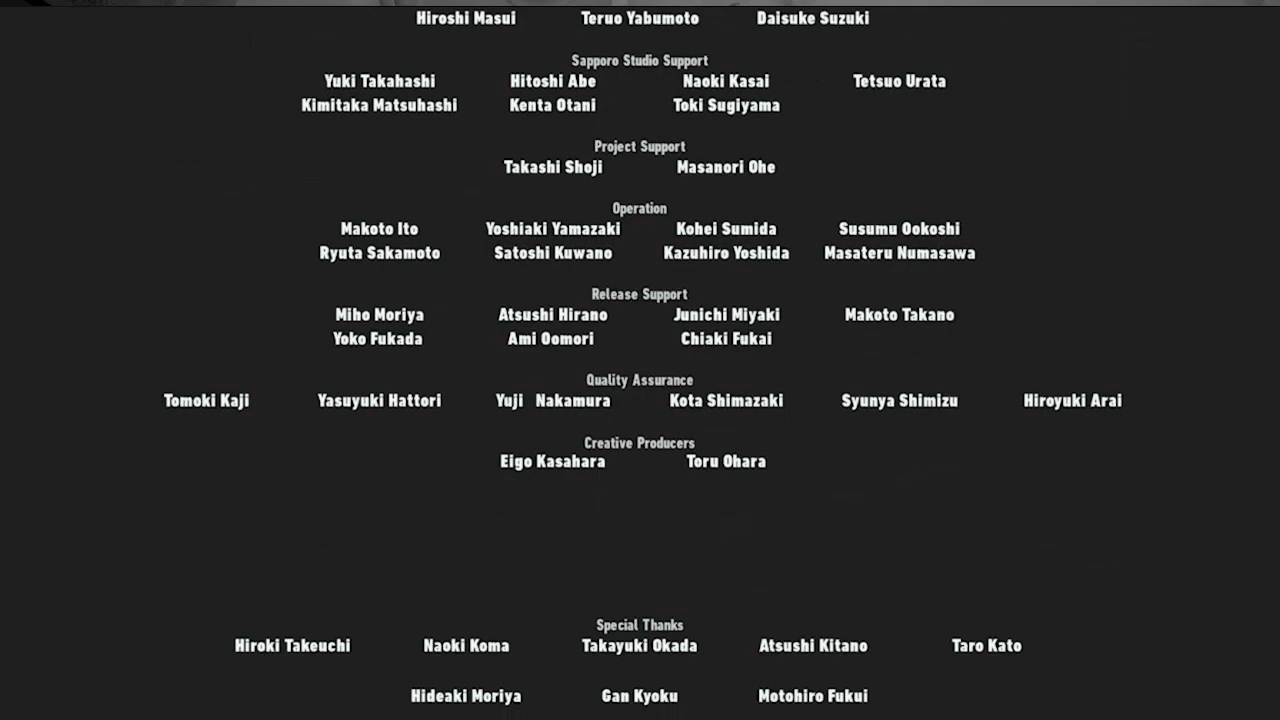 Hiroshi Masui Teruo Yabumoto Daisuke Suzuki
Sapporo Studio Support
Yuki Takahashi Hitoshi Abe Naoki Kasai Tetsuo Urata
Kimitaka Matsuhashi Kenta Otani Toki Sugiyama
Project Support
Takashi Shoji Masanori Ohe
Operation
Makoto Ito Yoshiaki Yamazaki Kohei Sumida Susumu Ookoshi
Ryuta Sakamoto Satoshi Kuwano Kazuhiro Yoshida Masateru Numasawa
Release Support
Miho Moriya Atsushi Hirano Junichi Miyaki Makoto Takano
Yoko Fukada Ami Oomori Chiaki Fukai
Quality Assurance
Tomoki Kaji Yasuyuki Hattori Yuji Nakamura Kota Shimazaki Syunya Shimizu Hiroyuki Arai
Creative Producers
Eigo Kasahara Toru Ohara
Special Thanks
Hiroki Takeuchi Naoki Koma Takayuki Okada Atsushi Kitano Taro Kato
Hideaki Moriya Gan Kyoku Motohiro Fukui